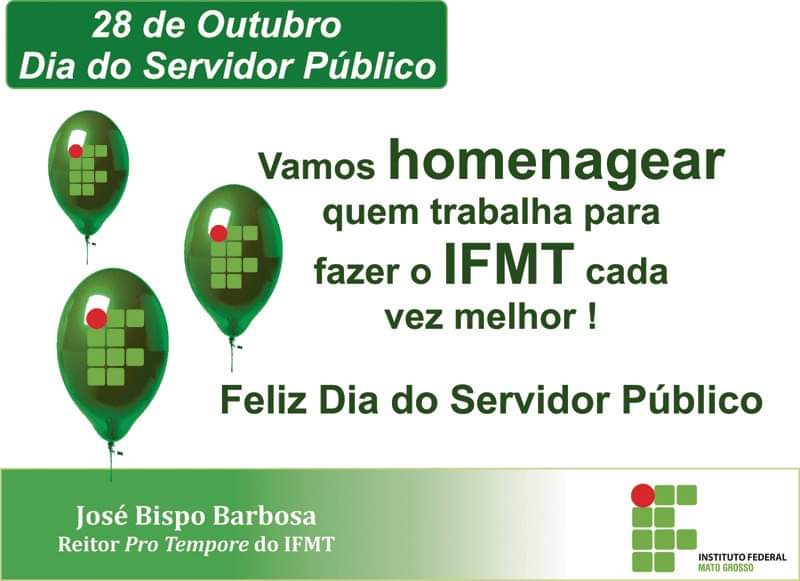 28 de Outubro
Dia do Servidor Público
Vamos homenagear
quem trabalha para
fazer o IFMT cada
vez melhor !
Feliz Dia do Servidor Público
José Bispo Barbosa
Reitor Pro Tempore do IFMT
INSTITUTO FEDERAL
MATO GROSSO